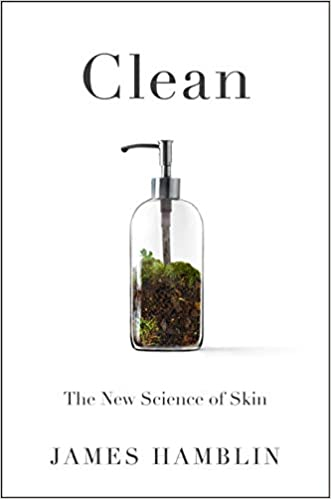 Clean
The New Science of Skin
JAMES HAMBLIN